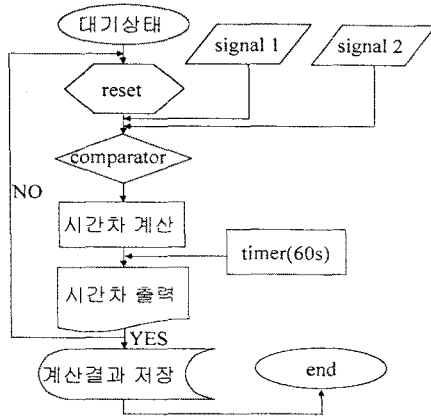 대기상태
signal 1
signal 2
reset
comparator
NO
시간차 계산
timer(60s)
시간차 출력
YES
계산결과 저장
end